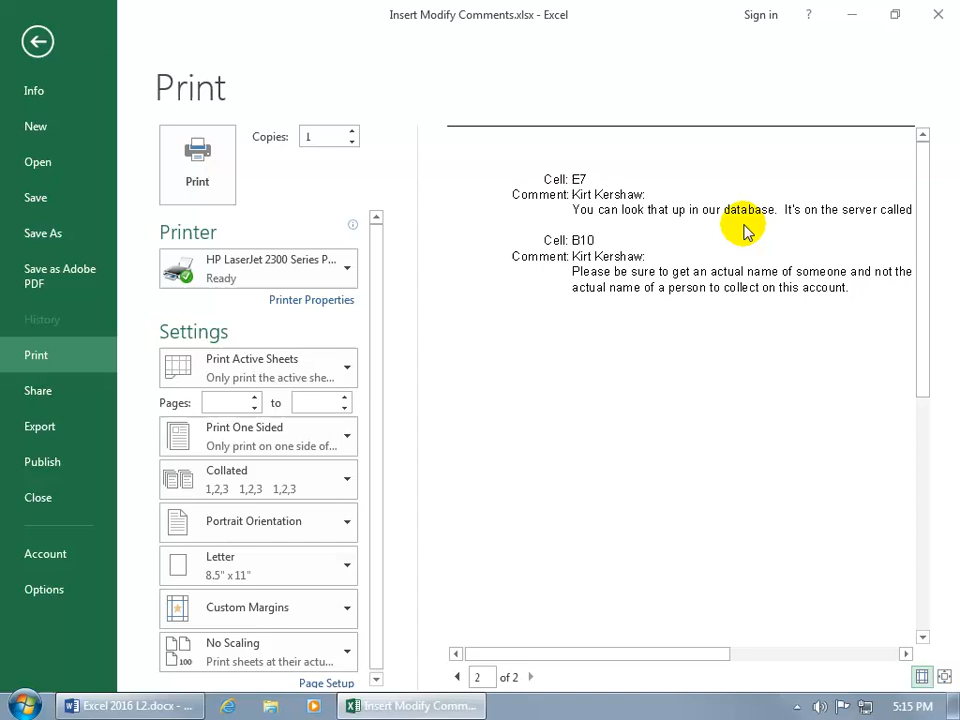 Insert Modify Comments.xlsx - Excel
Sign in
?
Print
Info
New
Open
Save
Save As
Save as Adobe
PDF
History
Print
Share
Export
Publish
Close
Account
Options
Print
Copies: 1
Printer
HP LaserJet 2300 Series P...
Ready
Printer Properties
Settings
Print Active Sheets
Only print the active she...
Pages: to
Print One Sided
Only print on one side of...
Collated
1,2,3 1,2,3 1,2,3
Portrait Orientation
Letter
8.5" x 11"
Custom Margins
No Scaling
100 Print sheets at their actu...
Page Setup
Cell: E7
Comment: Kirt Kershaw:
You can look that up in our database. It's on the server called
Cell: B10
Comment: Kirt Kershaw:
Please be sure to get an actual name of someone and not the
actual name of a person to collect on this account.
2 of 2
Excel 2016 L2.docx - ...
Insert Modify Comm...
5:15 PM